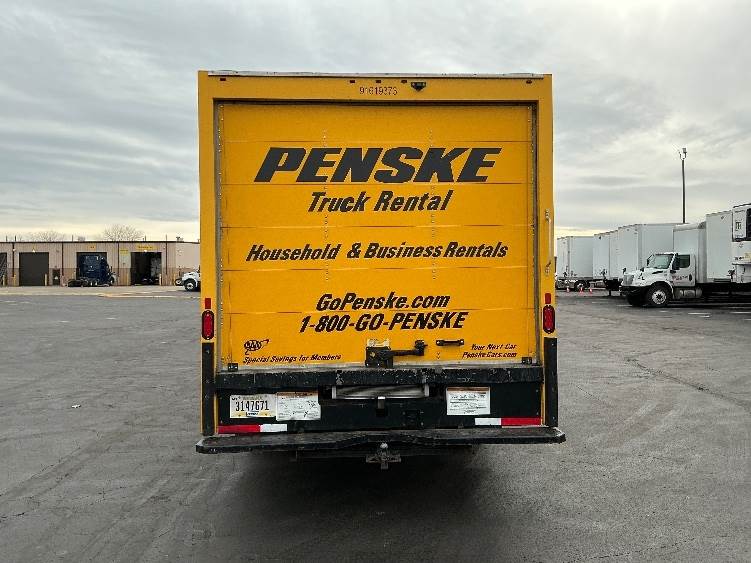 PENSKE
Truck Rental
Household & Business Rentals
GoPenske.com
1-800-GO-PENSKE
AAA
Special Savings for Members
Your Next Car
PenskeCars.com
3147671